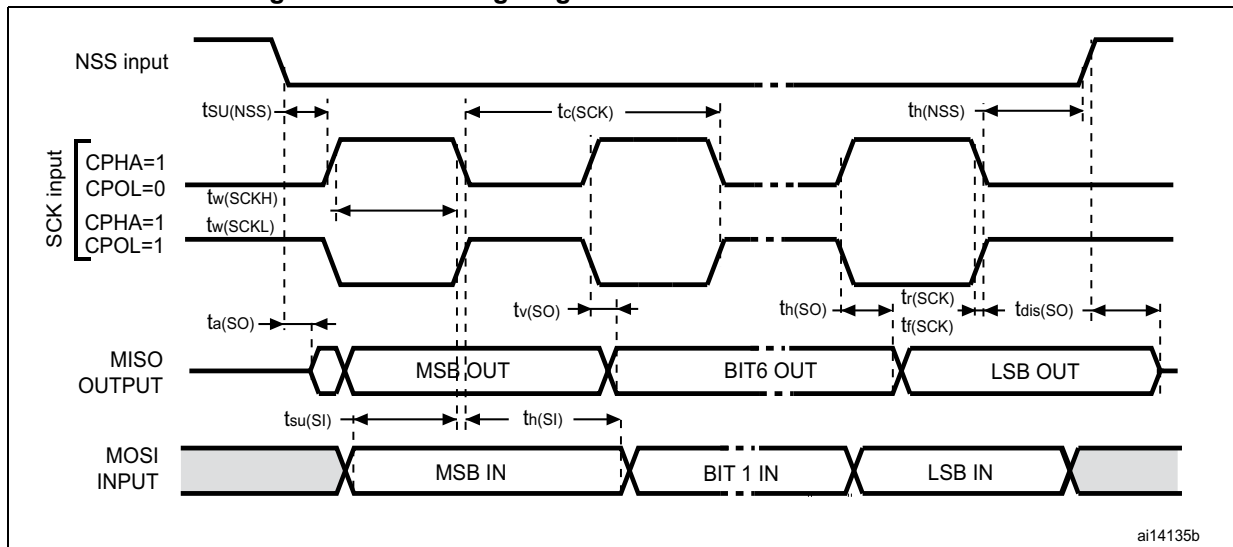 NSS input
tSU(NSS)
tc(SCK)
th(NSS)
SCK input
CPHA=1
CPOL=0
tw(SCKH)
CPHA=1
tw(SCKL)
CPOL=1
ta(SO)
tv(SO)
th(SO)
tr(SCK)
tf(SCK)
tdis(SO)
MISO
OUTPUT
MSB OUT
BIT6 OUT
LSB OUT
tsu(SI)
th(SI)
MOSI
INPUT
MSB IN
BIT 1 IN
LSB IN
ai14135b